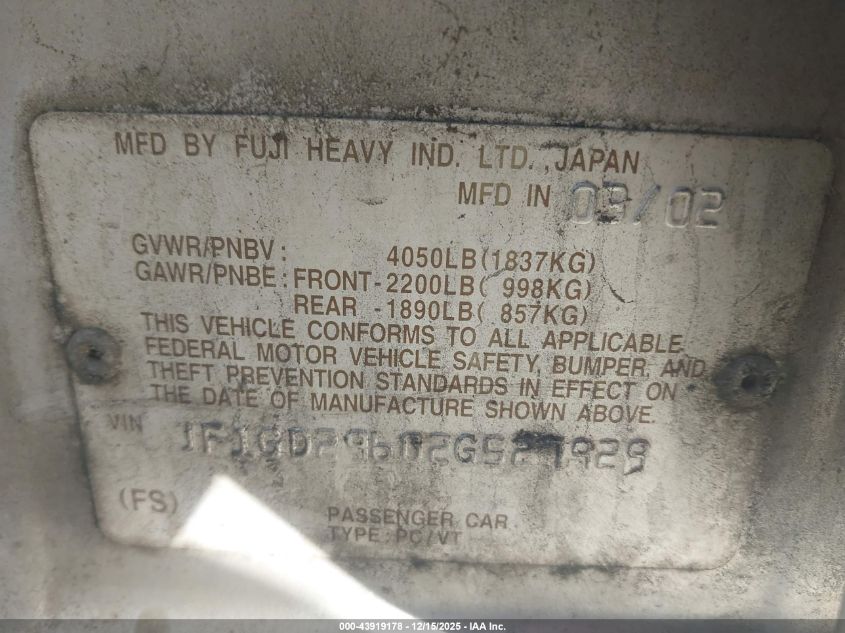 MFD BY FUJI HEAVY IND. LTD.,JAPAN
MFD IN 03/02
GVWR/PNBV: 4050LB(1837KG)
GAWR/PNBE: FRONT-2200LB( 998KG)
REAR -1890LB( 857KG)
THIS VEHICLE CONFORMS TO ALL APPLICABLE
FEDERAL MOTOR VEHICLE SAFETY, BUMPER, AND
THEFT PREVENTION STANDARDS IN EFFECT ON
THE DATE OF MANUFACTURE SHOWN ABOVE.
VIN JF1GD29602G527929
(FS)
PASSENGER CAR
TYPE:PC/VT
000-43919178 - 12/15/2025 - IAA Inc.